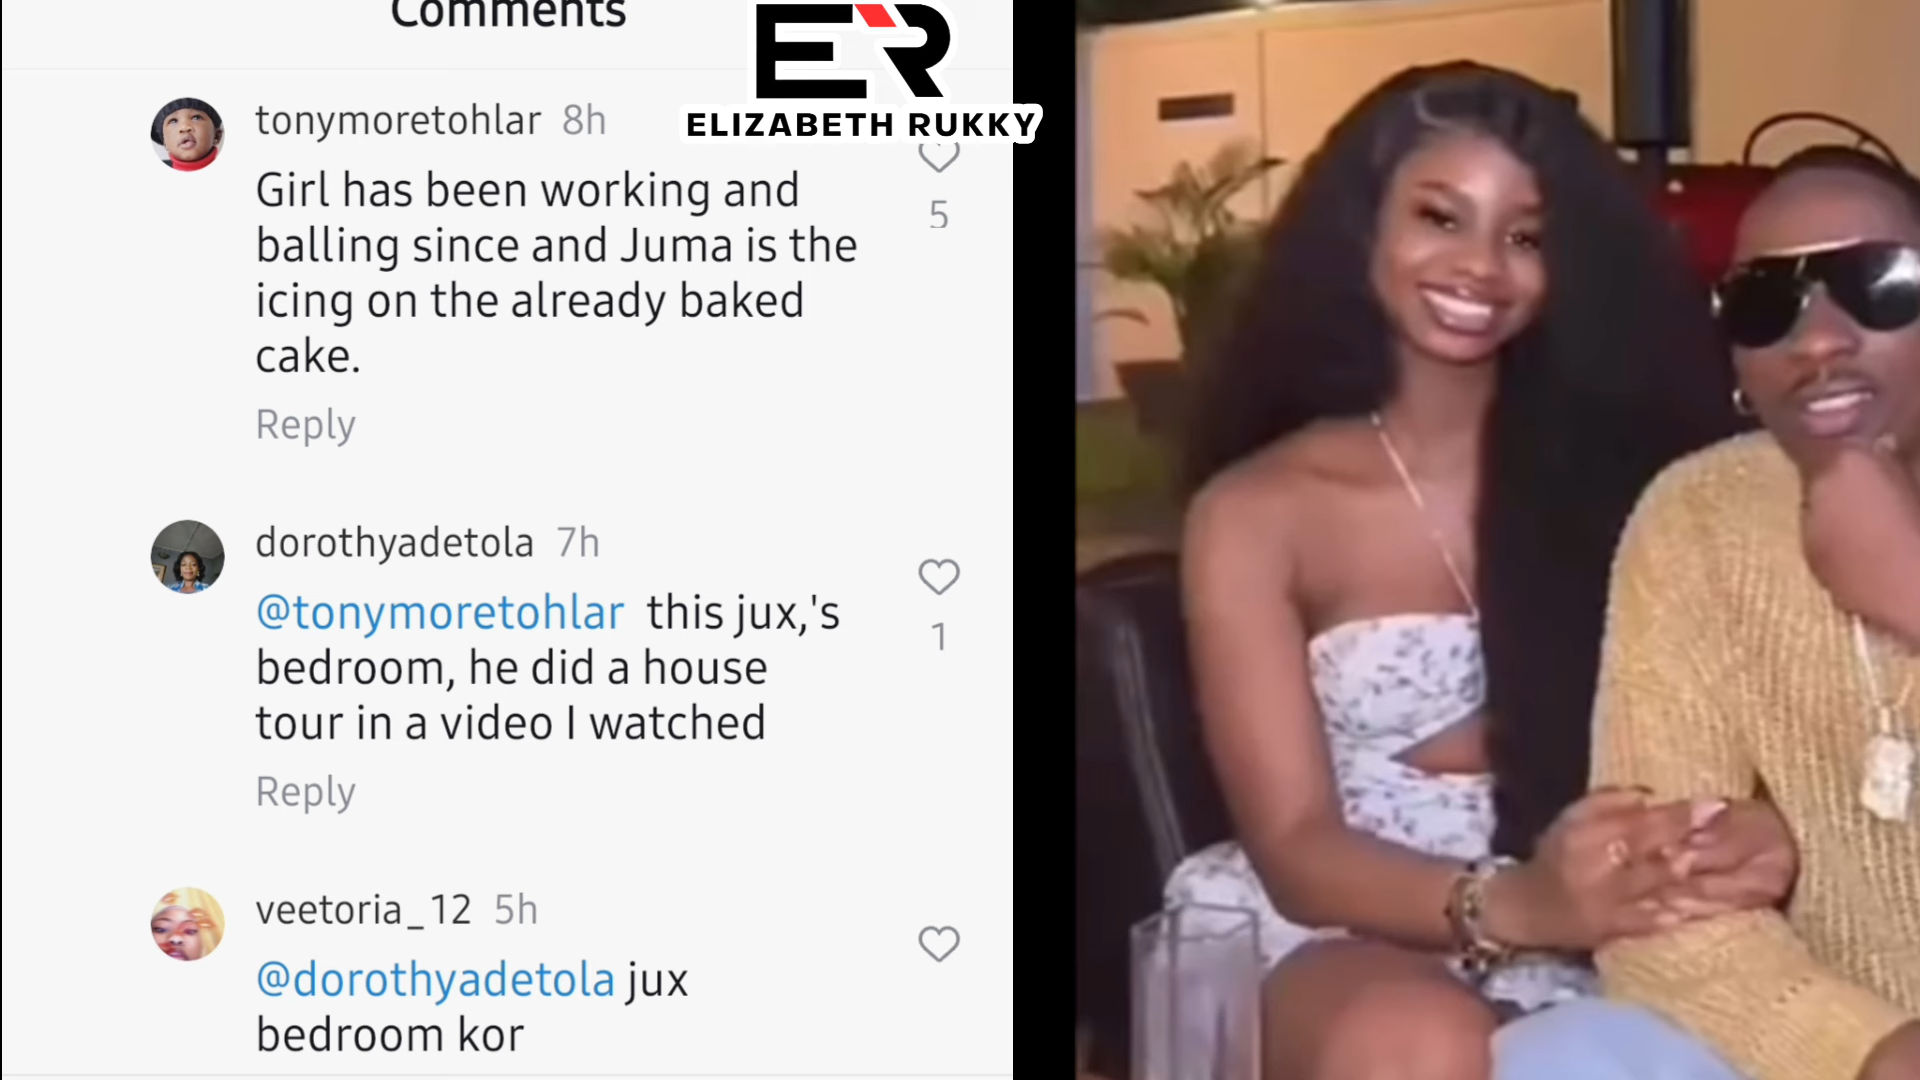 Comments
ER
ELIZABETH RUKKY
tonymoretohlar 8h
Girl has been working and
balling since and Juma is the
icing on the already baked
cake.
5
Reply
dorothyadetola 7h
@tonymoretohlar this jux,'s
bedroom, he did a house
tour in a video I watched
1
Reply
veetoria_12 5h
@dorothyadetola jux
bedroom kor